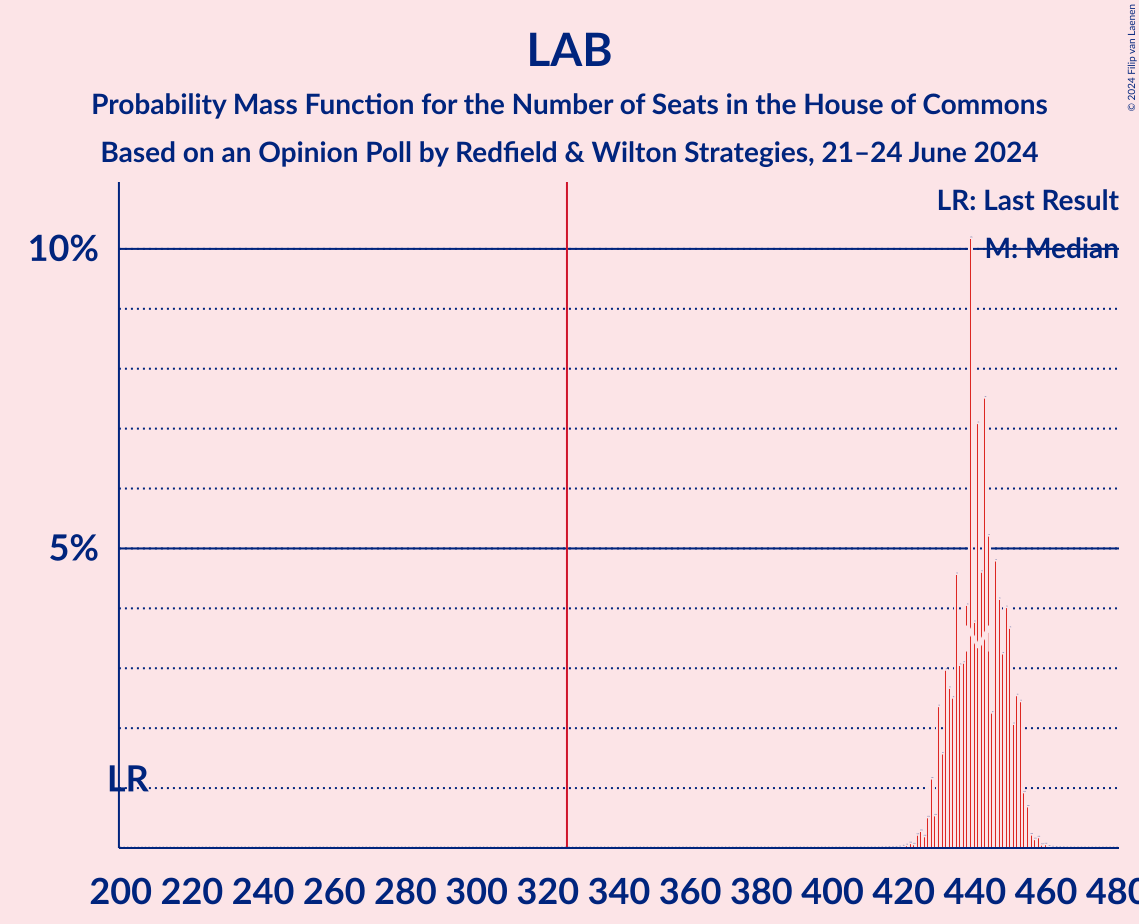 LAB
Probability Mass Function for the Number of Seats in the House of Commons
Based on an Opinion Poll by Redfield & Wilton Strategies, 21–24 June 2024
© 2024 Filip van Laenen
LR: Last Result
M: Median
10%
5%
LR
200 220 240 260 280 300 320 340 360 380 400 420 440 460 480